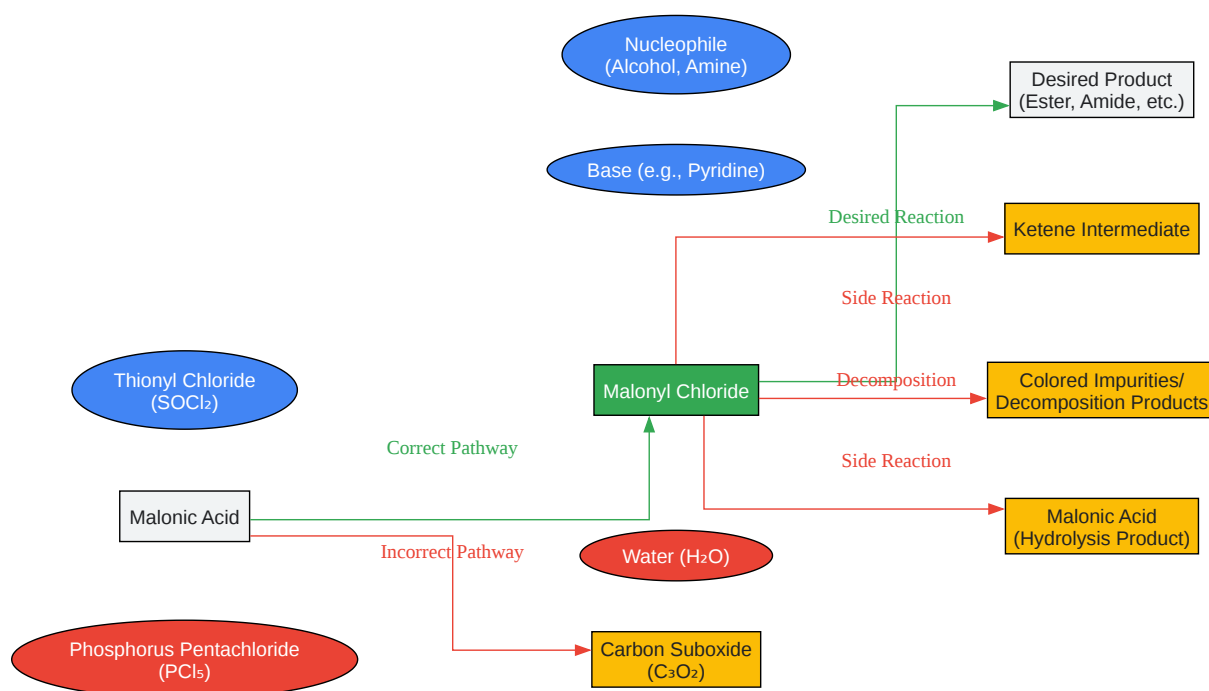 Nucleophile
(Alcohol, Amine)
Desired Product
(Ester, Amide, etc.)
Base (e.g., Pyridine)
Desired Reaction
Ketene Intermediate
Side Reaction
Thionyl Chloride
(SOCl₂)
Malonyl Chloride
Decomposition
Colored Impurities/
Decomposition Products
Correct Pathway
Side Reaction
Malonic Acid
Malonic Acid
(Hydrolysis Product)
Incorrect Pathway
Water (H₂O)
Phosphorus Pentachloride
(PCl₅)
Carbon Suboxide
(C₃O₂)